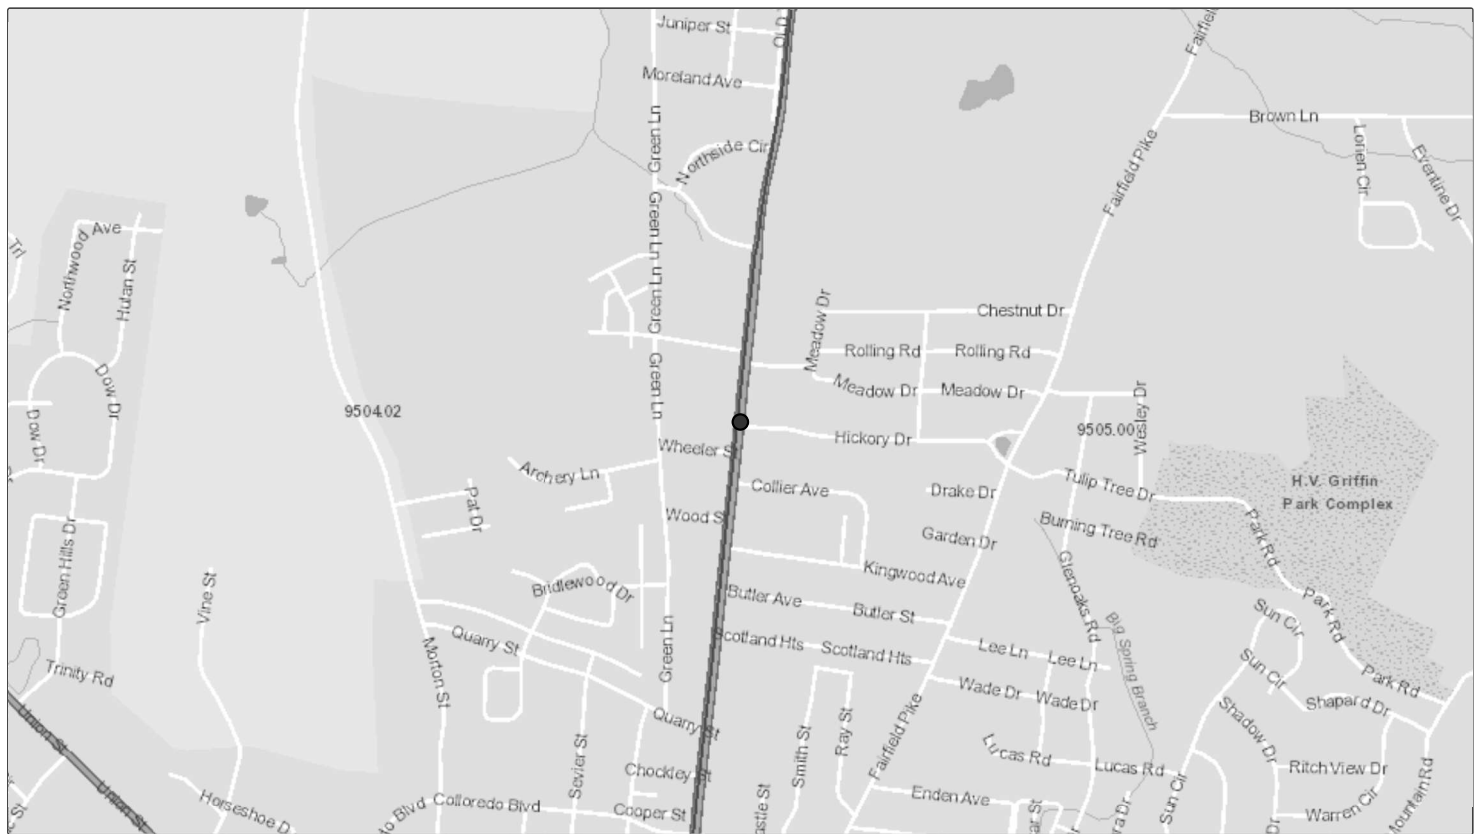 Juniper St
OLD
Fairfiel
Moreland Ave
Brown Ln
Green Ln
Northside Cir
Lorien Cir
Eventine Dr
Fairfield Pike
Trl
Northwood
Ave
Green Ln
Hutan St
Green Ln
Meadow Dr
Chestnut Dr
Rolling Rd
Rolling Rd
Dow Dr
Green Ln
Meadow Dr
Meadow Dr
Wesley Dr
9504.02
Dow Dr
9505.00
Hickory Dr
Wheeler St
Archery Ln
Collier Ave
Drake Dr
Tulip Tree Dr
H.V. Griffin
Park Complex
Pat Dr
Wood St
Burning Tree Rd
Garden Dr
Park Rd
Green Hills Dr
Vine St
Bridlewood Dr
Kingwood Ave
Glenoaks Rd
Butler Ave
Butler St
Park Rd
Sun Cir
Quarry St
Green Ln
Scotland Hts
Scotland Hts
Lee Ln
Lee Ln
Big Spring Branch
Trinity Rd
Morton St
Sun Cir
Park Rd
Wade Dr
Wade Dr
Shapard Dr
Union St
Quarry St
Ray St
Fairfield Pike
Shadow Dr
Smith St
Lucas Rd
Lucas Rd
Sevier St
Chockley St
Ritch View Dr
Union St
Horseshoe D
Colloredo Blvd
Cooper St
Enden Ave
Sun Cir
Warren Cir
Mountain Rd